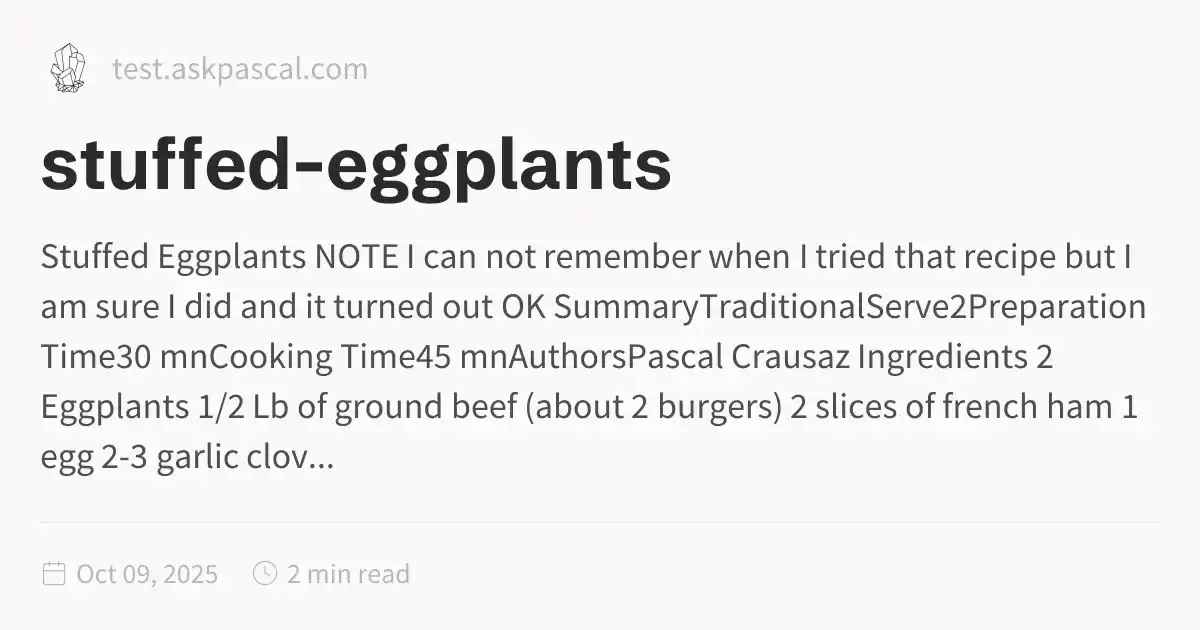 test.askpascal.com
stuffed-eggplants
Stuffed Eggplants NOTE I can not remember when I tried that recipe but I
am sure I did and it turned out OK SummaryTraditionalServe2Preparation
Time30 mnCooking Time45 mnAuthorsPascal Crausaz Ingredients 2
Eggplants 1/2 Lb of ground beef (about 2 burgers) 2 slices of french ham 1
egg 2-3 garlic clov...
Oct 09, 2025 2 min read